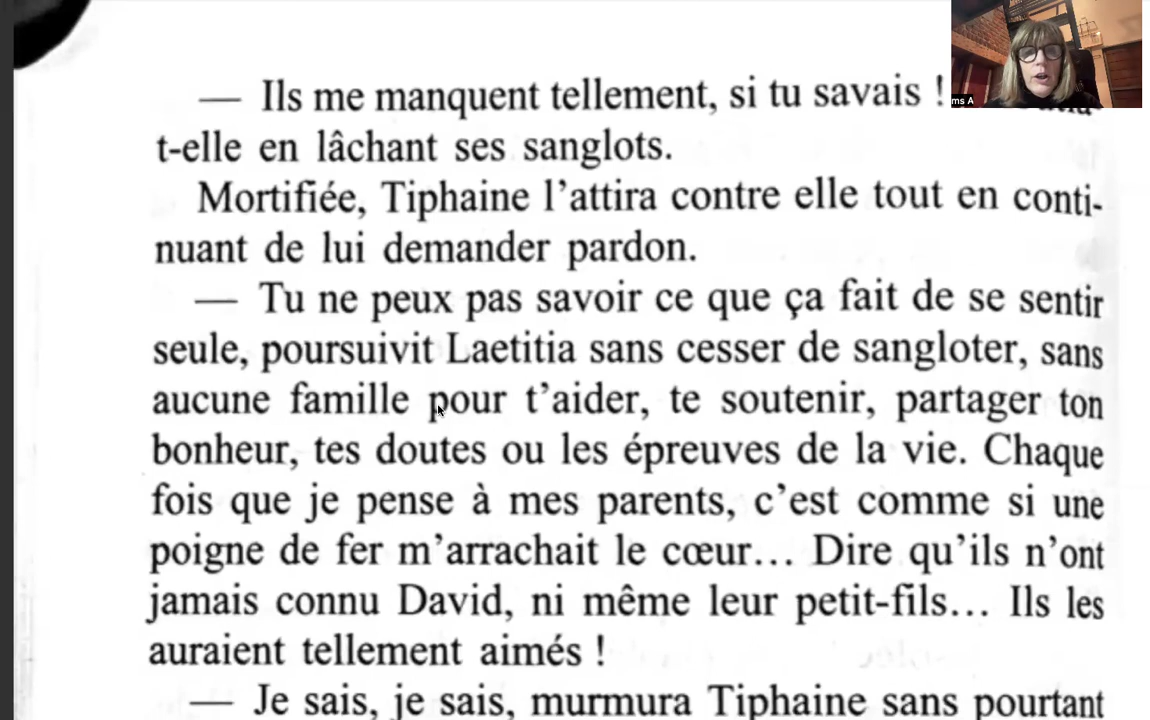 — Ils me manquent tellement, si tu savais !
ms A
t-elle en lâchant ses sanglots.
Mortifiée, Tiphaine l’attira contre elle tout en conti-
nuant de lui demander pardon.
— Tu ne peux pas savoir ce que ça fait de se sentir
seule, poursuivit Laetitia sans cesser de sangloter, sans
aucune famille pour t’aider, te soutenir, partager ton
bonheur, tes doutes ou les épreuves de la vie. Chaque
fois que je pense à mes parents, c’est comme si une
poigne de fer m’arrachait le cœur… Dire qu’ils n’ont
jamais connu David, ni même leur petit-fils… Ils les
auraient tellement aimés !
— Je sais, je sais, murmura Tiphaine sans pourtant